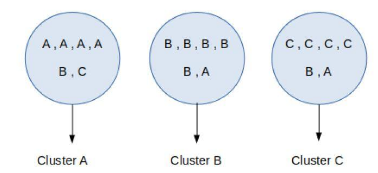 A , A , A , A
B , C
B , B , B , B
B , A
C , C , C , C
B , A
Cluster A
Cluster B
Cluster C